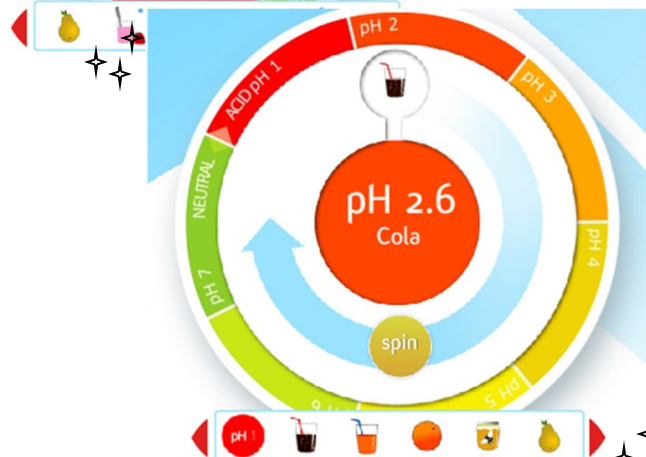 pH 2
ACID pH 1
pH 3
NEUTRAL
pH 2.6
Cola
pH 4
pH 7
spin
pH 5
pH 1